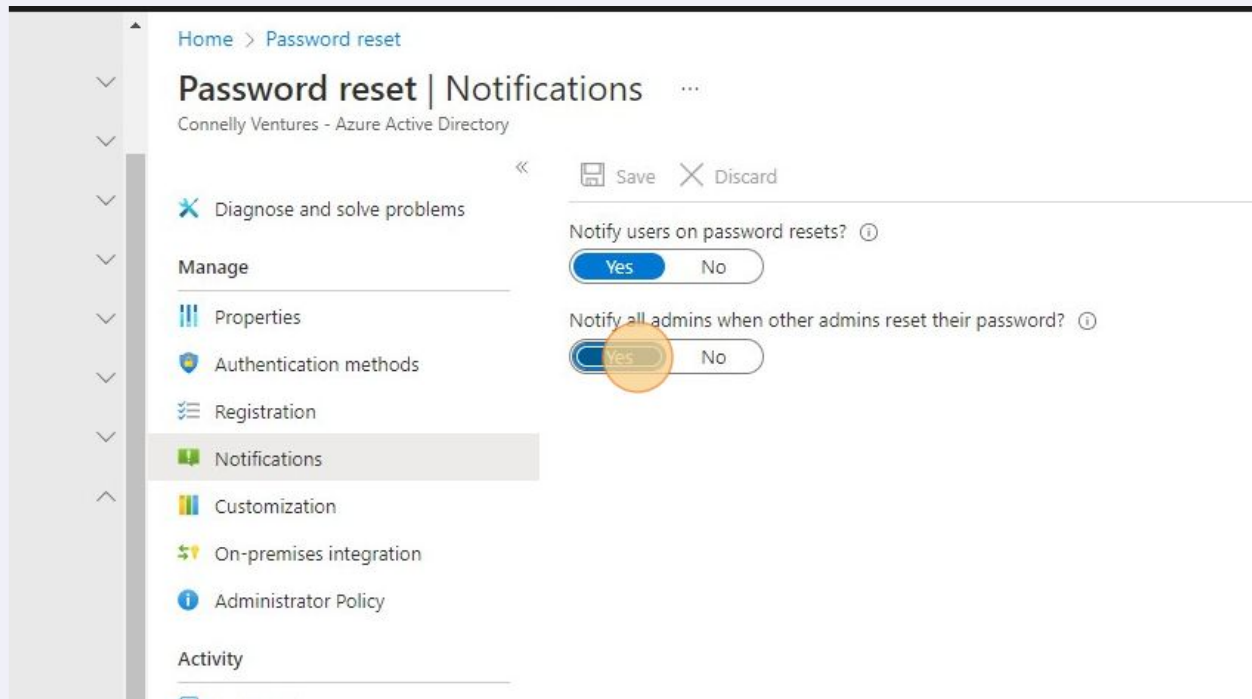 Home > Password reset
Password reset | Notifications ...
Connelly Ventures - Azure Active Directory
«
Save Discard
Diagnose and solve problems
Notify users on password resets?
Yes No
Manage
Properties
Notify all admins when other admins reset their password?
Yes No
Authentication methods
Registration
Notifications
Customization
On-premises integration
Administrator Policy
Activity